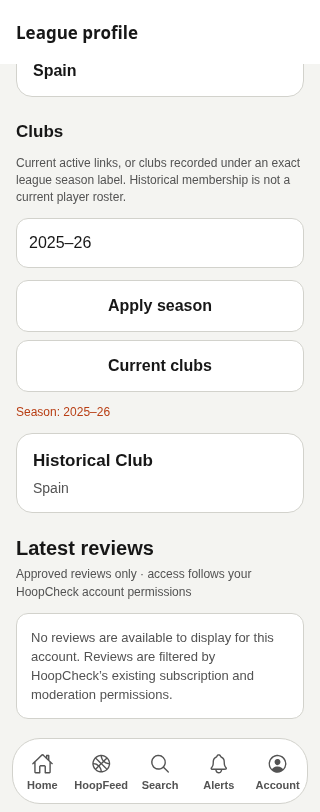 League profile
Spain
Clubs
Current active links, or clubs recorded under an exact
league season label. Historical membership is not a
current player roster.
2025–26
Apply season
Current clubs
Season: 2025–26
Historical Club
Spain
Latest reviews
Approved reviews only · access follows your
HoopCheck account permissions
No reviews are available to display for this
account. Reviews are filtered by
HoopCheck’s existing subscription and
moderation permissions.
Home HoopFeed Search Alerts Account